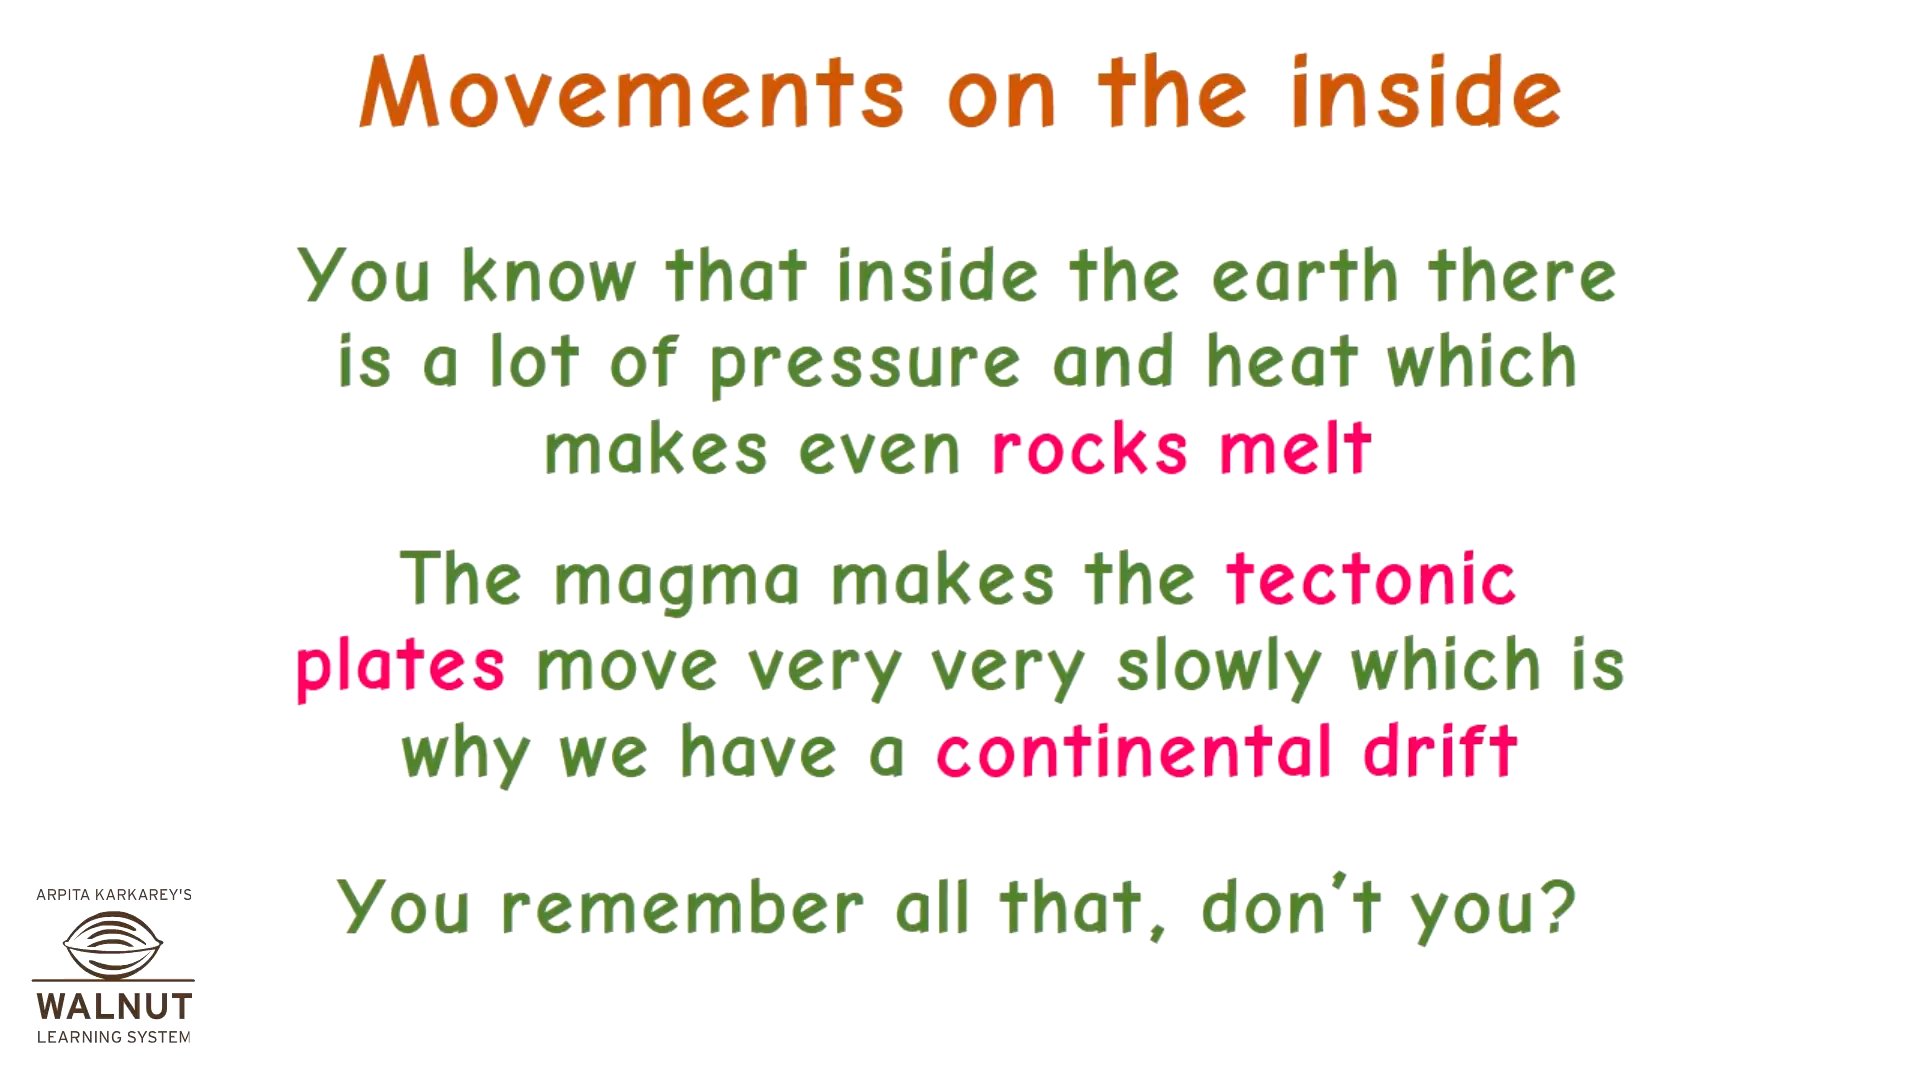 Movements on the inside
You know that inside the earth there
is a lot of pressure and heat which
makes even rocks melt
The magma makes the tectonic
plates move very very slowly which is
why we have a continental drift
You remember all that, don't you?
ARPITA KARKAREY'S
WALNUT
LEARNING SYSTEM